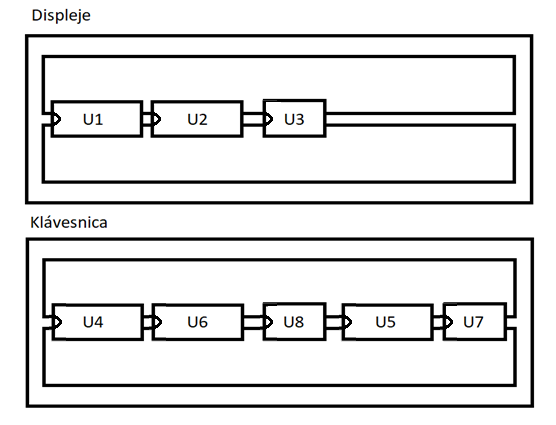 Displeje
U1 U2 U3
Klávesnica
U4 U6 U8 U5 U7